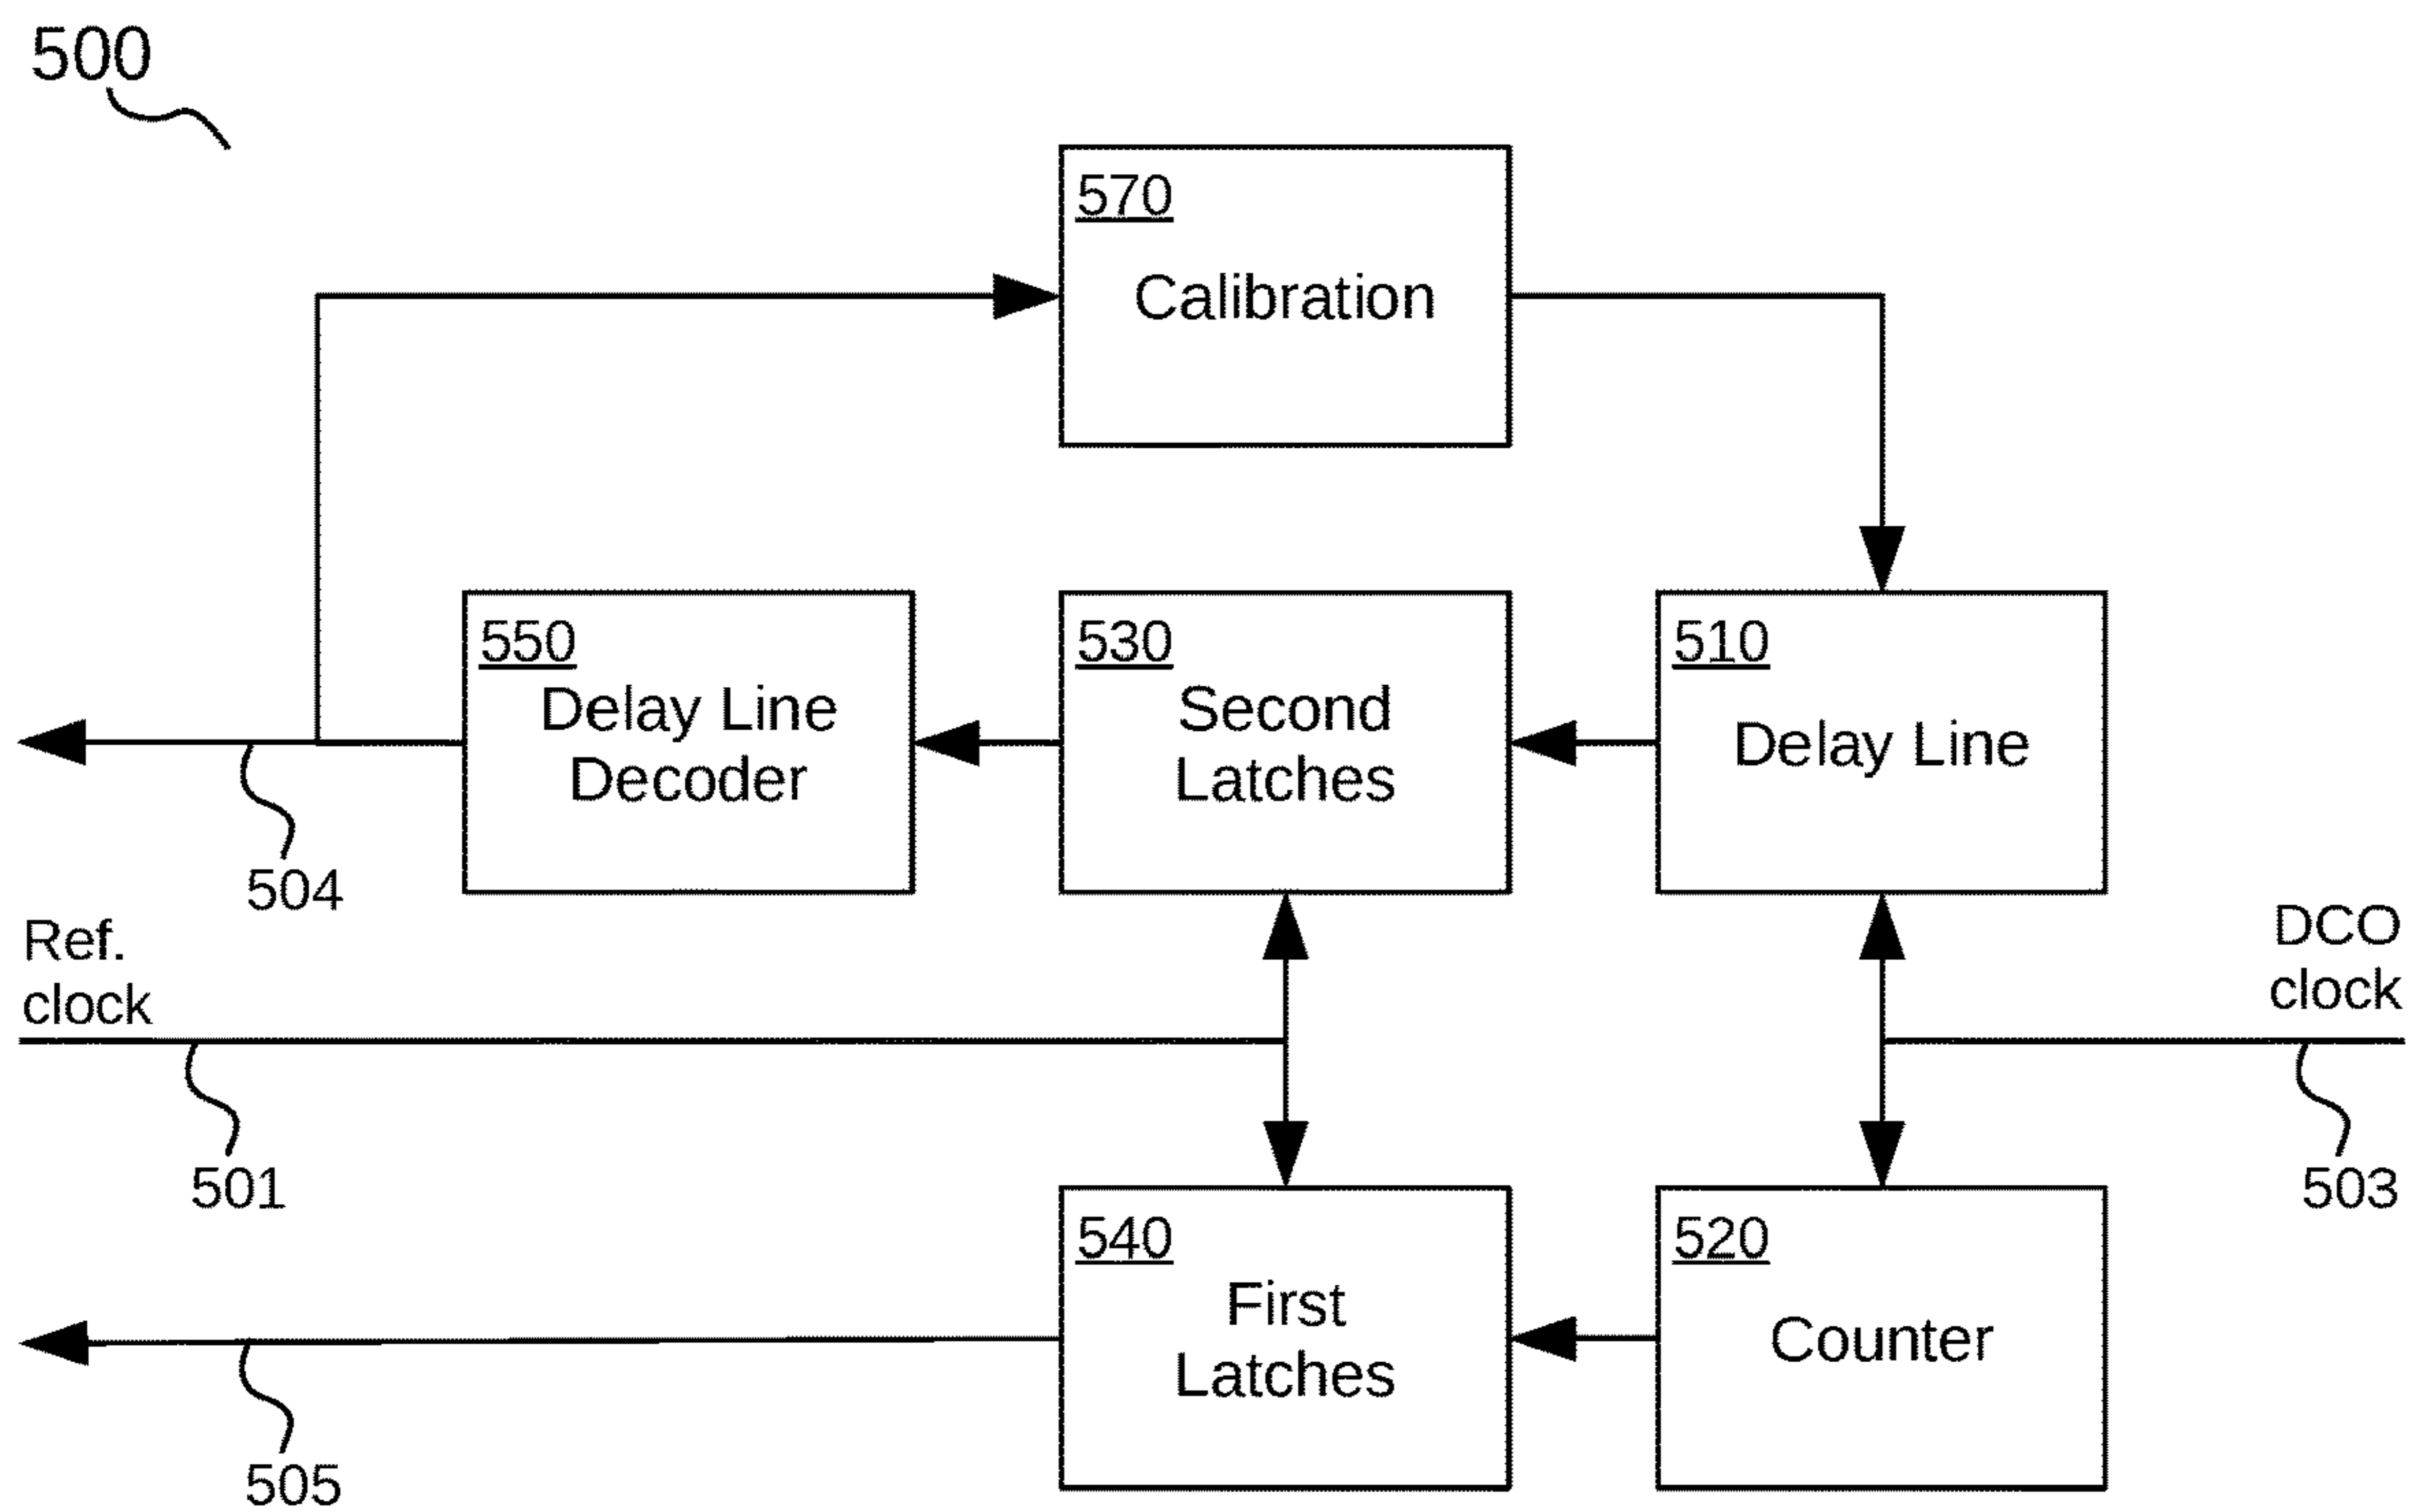 500
570
Calibration
550
Delay Line
Decoder
530
Second
Latches
510
Delay Line
504
Ref.
clock
DCO
clock
501
503
540
First
Latches
520
Counter
505